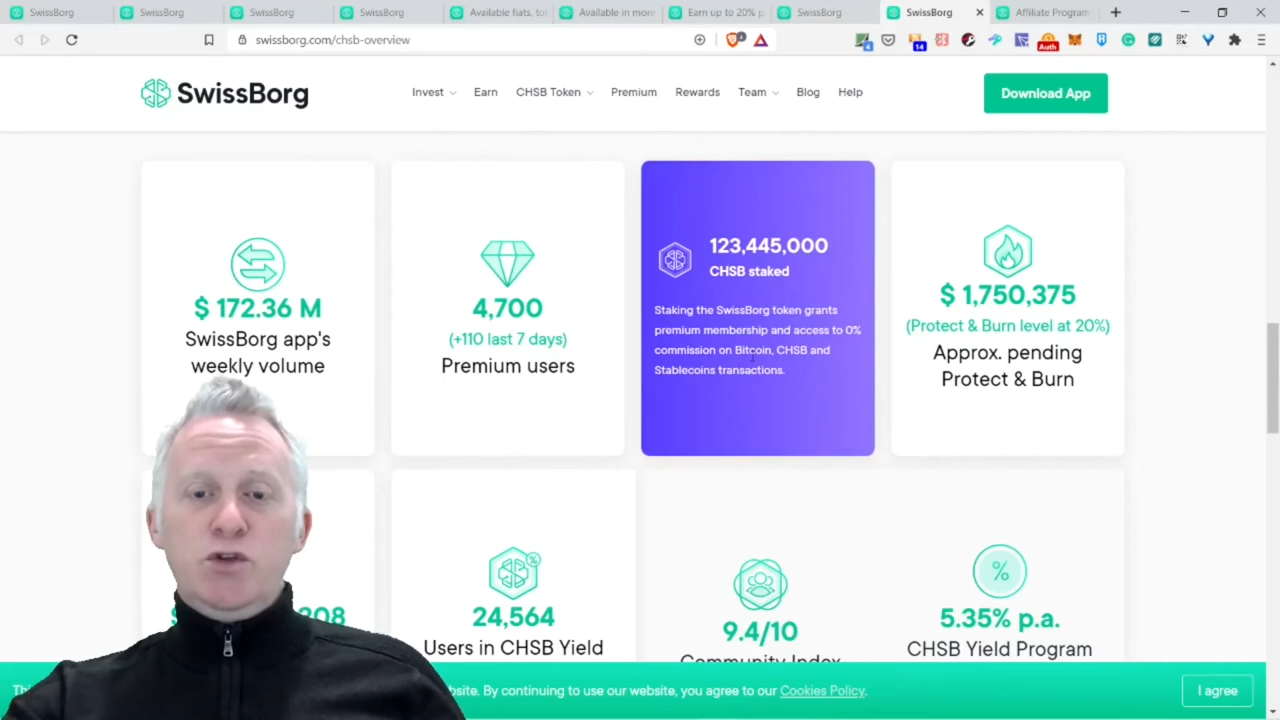 SwissBorg
SwissBorg
SwissBorg
SwissBorg
Available fiats, to
Available in more
Earn up to 20% p
SwissBorg
SwissBorg
Affiliate Program
swissborg.com/chsb-overview
4
14
Auth
SwissBorg
Invest
Earn
CHSB Token
Premium
Rewards
Team
Blog
Help
Download App
$ 172.36 M
SwissBorg app's
weekly volume
4,700
(+110 last 7 days)
Premium users
123,445,000
CHSB staked
Staking the SwissBorg token grants
premium membership and access to 0%
commission on Bitcoin, CHSB and
Stablecoins transactions.
$ 1,750,375
(Protect & Burn level at 20%)
Approx. pending
Protect & Burn
24,564
Users in CHSB Yield
9.4/10
Community Index
5.35% p.a.
CHSB Yield Program
By continuing to use our website, you agree to our Cookies Policy.
I agree